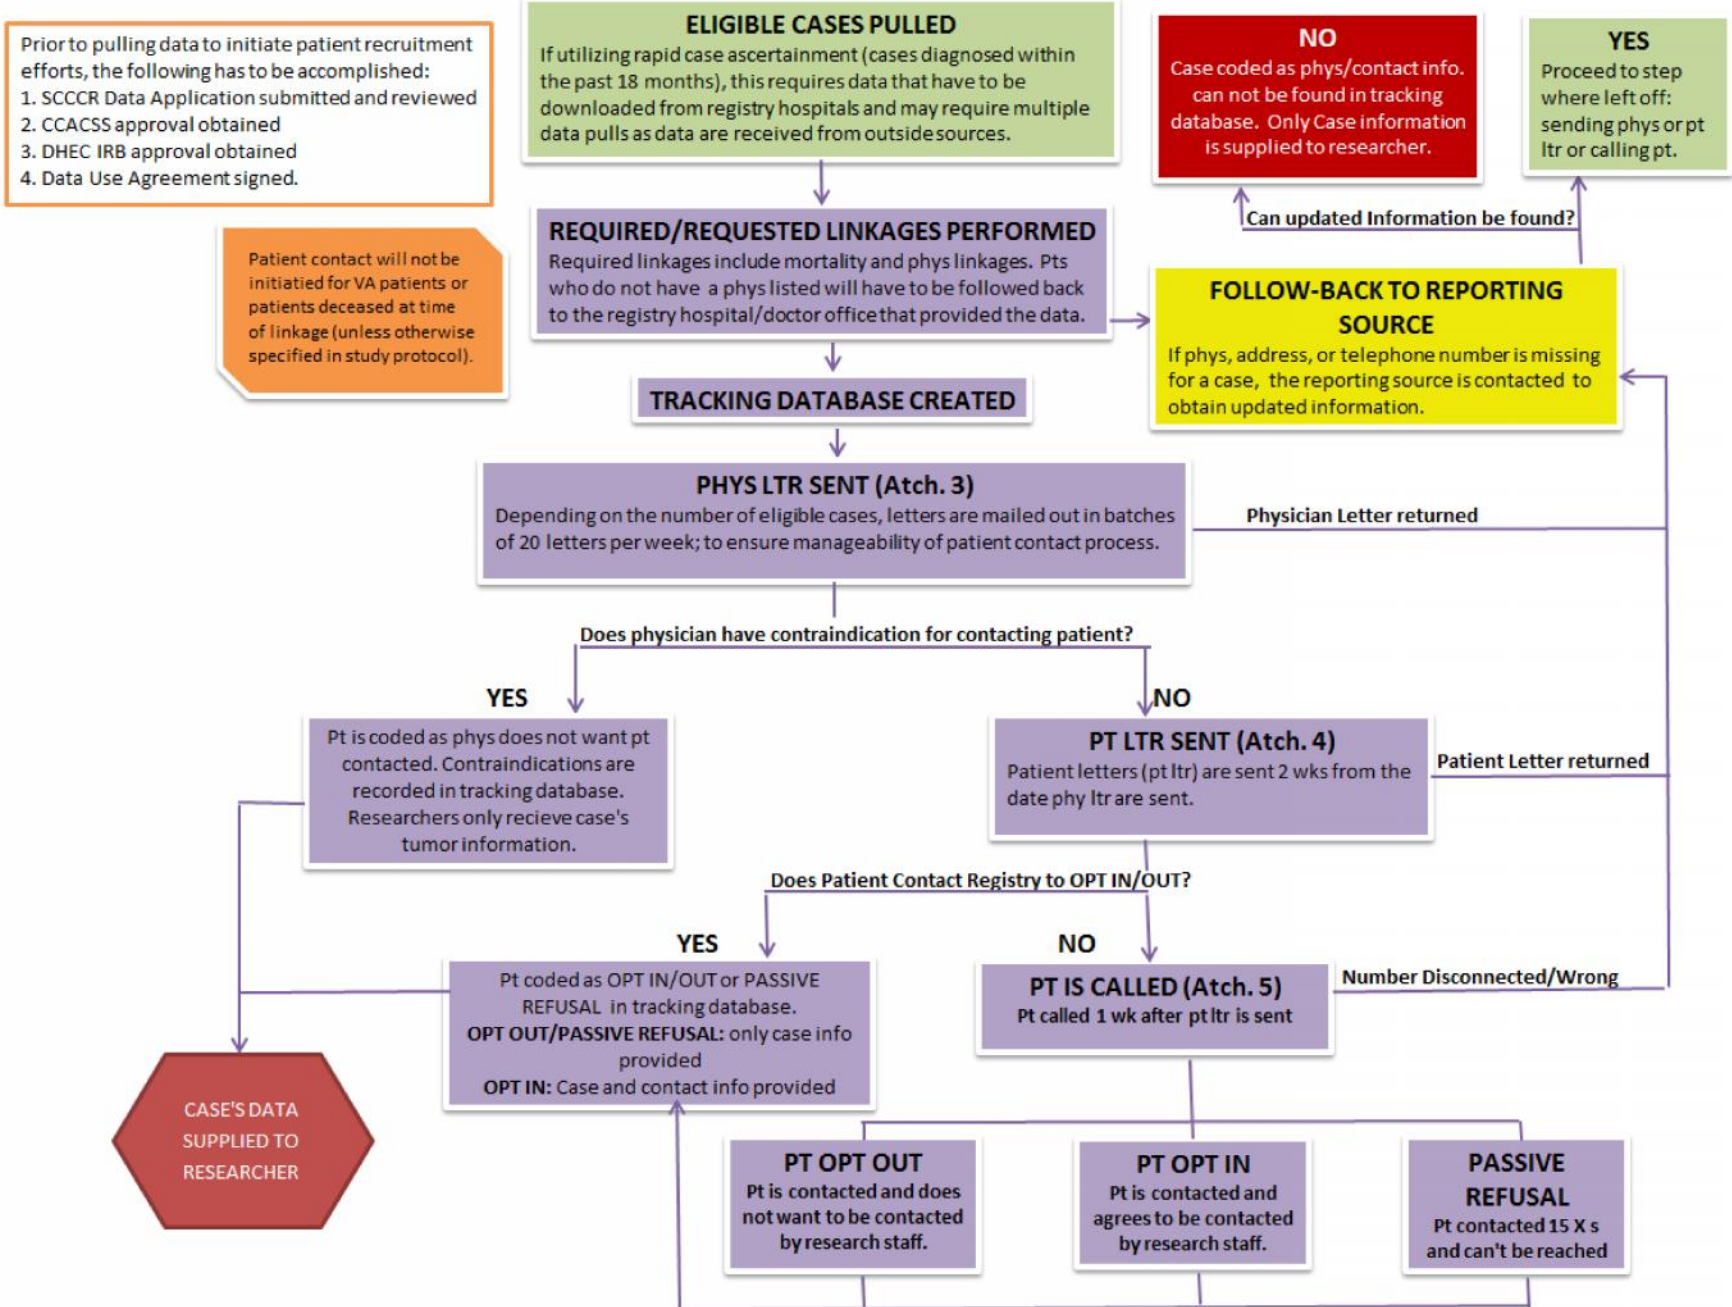 Prior to pulling data to initiate patient recruitment
efforts, the following has to be accomplished:
1. SCCCR Data Application submitted and reviewed
2. CCACSS approval obtained
3. DHEC IRB approval obtained
4. Data Use Agreement signed.
ELIGIBLE CASES PULLED
If utilizing rapid case ascertainment (cases diagnosed within
the past 18 months), this requires data that have to be
downloaded from registry hospitals and may require multiple
data pulls as data are received from outside sources.
NO
Case coded as phys/contact info.
can not be found in tracking
database. Only Case information
is supplied to researcher.
YES
Proceed to step
where left off:
sending phys or pt
ltr or calling pt.
Can updated Information be found?
Patient contact will not be
initiatied for VA patients or
patients deceased at time
of linkage (unless otherwise
specified in study protocol).
REQUIRED/REQUESTED LINKAGES PERFORMED
Required linkages include mortality and phys linkages. Pts
who do not have a phys listed will have to be followed back
to the registry hospital/doctor office that provided the data.
FOLLOW-BACK TO REPORTING
SOURCE
If phys, address, or telephone number is missing
for a case, the reporting source is contacted to
obtain updated information.
TRACKING DATABASE CREATED
PHYS LTR SENT (Atch. 3)
Depending on the number of eligible cases, letters are mailed out in batches
of 20 letters per week; to ensure manageability of patient contact process.
Physician Letter returned
Does physician have contraindication for contacting patient?
YES
NO
Pt is coded as phys does not want pt
contacted. Contraindications are
recorded in tracking database.
Researchers only recieve case's
tumor information.
PT LTR SENT (Atch. 4)
Patient letters (pt ltr) are sent 2 wks from the
date phy ltr are sent.
Patient Letter returned
Does Patient Contact Registry to OPT IN/OUT?
YES
NO
Pt coded as OPT IN/OUT or PASSIVE
REFUSAL in tracking database.
OPT OUT/PASSIVE REFUSAL: only case info
provided
OPT IN: Case and contact info provided
PT IS CALLED (Atch. 5)
Pt called 1 wk after pt ltr is sent
Number Disconnected/Wrong
CASE'S DATA
SUPPLIED TO
RESEARCHER
PT OPT OUT
Pt is contacted and does
not want to be contacted
by research staff.
PT OPT IN
Pt is contacted and
agrees to be contacted
by research staff.
PASSIVE
REFUSAL
Pt contacted 15 X s
and can't be reached